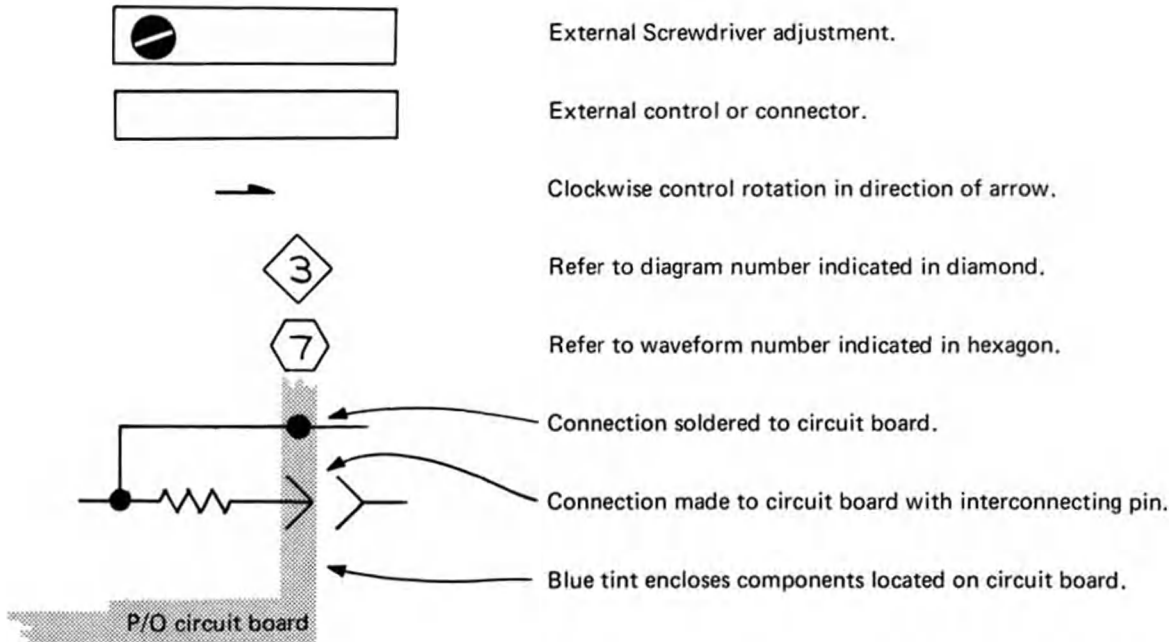 External Screwdriver adjustment.
External control or connector.
Clockwise control rotation in direction of arrow.
3
Refer to diagram number indicated in diamond.
7
Refer to waveform number indicated in hexagon.
Connection soldered to circuit board.
Connection made to circuit board with interconnecting pin.
Blue tint encloses components located on circuit board.
P/O circuit board